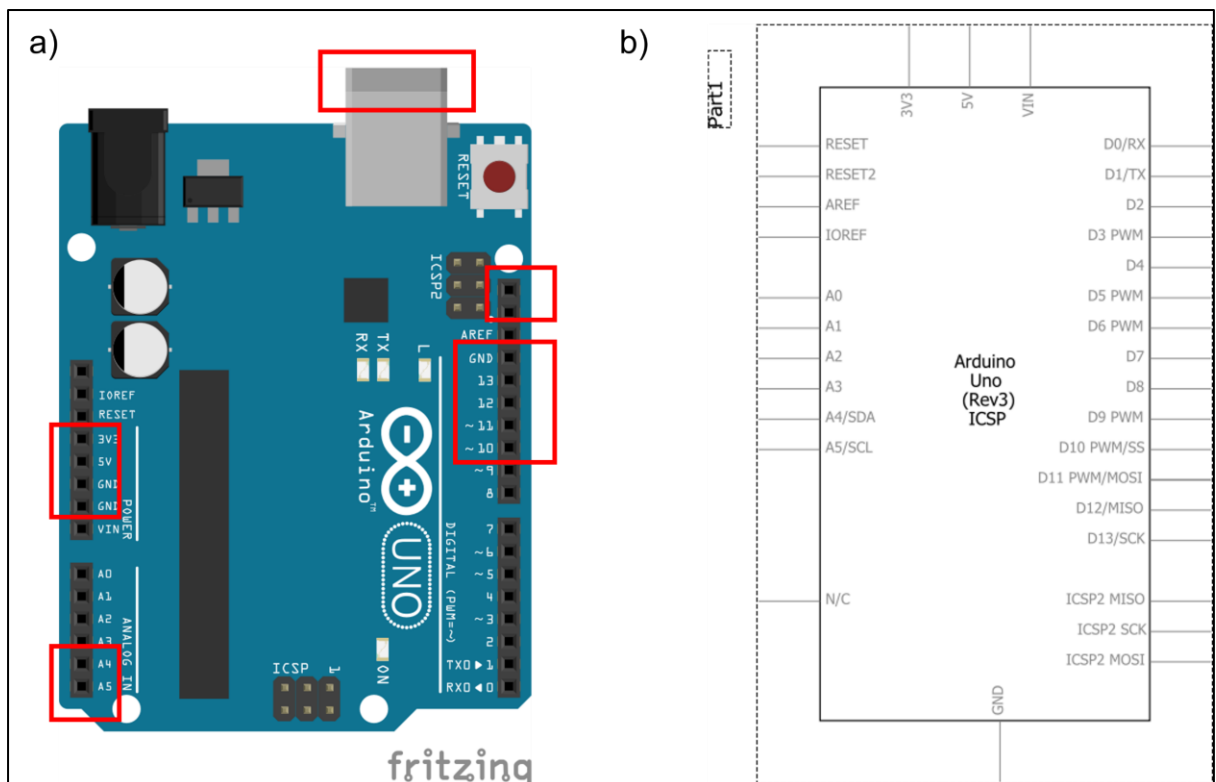 a)
RESET
ICSP2
AREF
GND
RX
TX
L
13
12
~11
~10
~9
8
IOREF
RESET
3V3
5V
GND
GND
VIN
POWER
Arduino™
UNO
7
~6
~5
4
~3
2
TX0▶1
RX0◀0
DIGITAL (PWM=~)
A0
A1
A2
A3
A4
A5
ANALOG IN
ICSP
1
ON
fritzing
b)
Part1
3V3
5V
VIN
RESET
RESET2
AREF
IOREF
A0
A1
A2
A3
A4/SDA
A5/SCL
N/C
Arduino
Uno
(Rev3)
ICSP
D0/RX
D1/TX
D2
D3 PWM
D4
D5 PWM
D6 PWM
D7
D8
D9 PWM
D10 PWM/SS
D11 PWM/MOSI
D12/MISO
D13/SCK
ICSP2 MISO
ICSP2 SCK
ICSP2 MOSI
GND